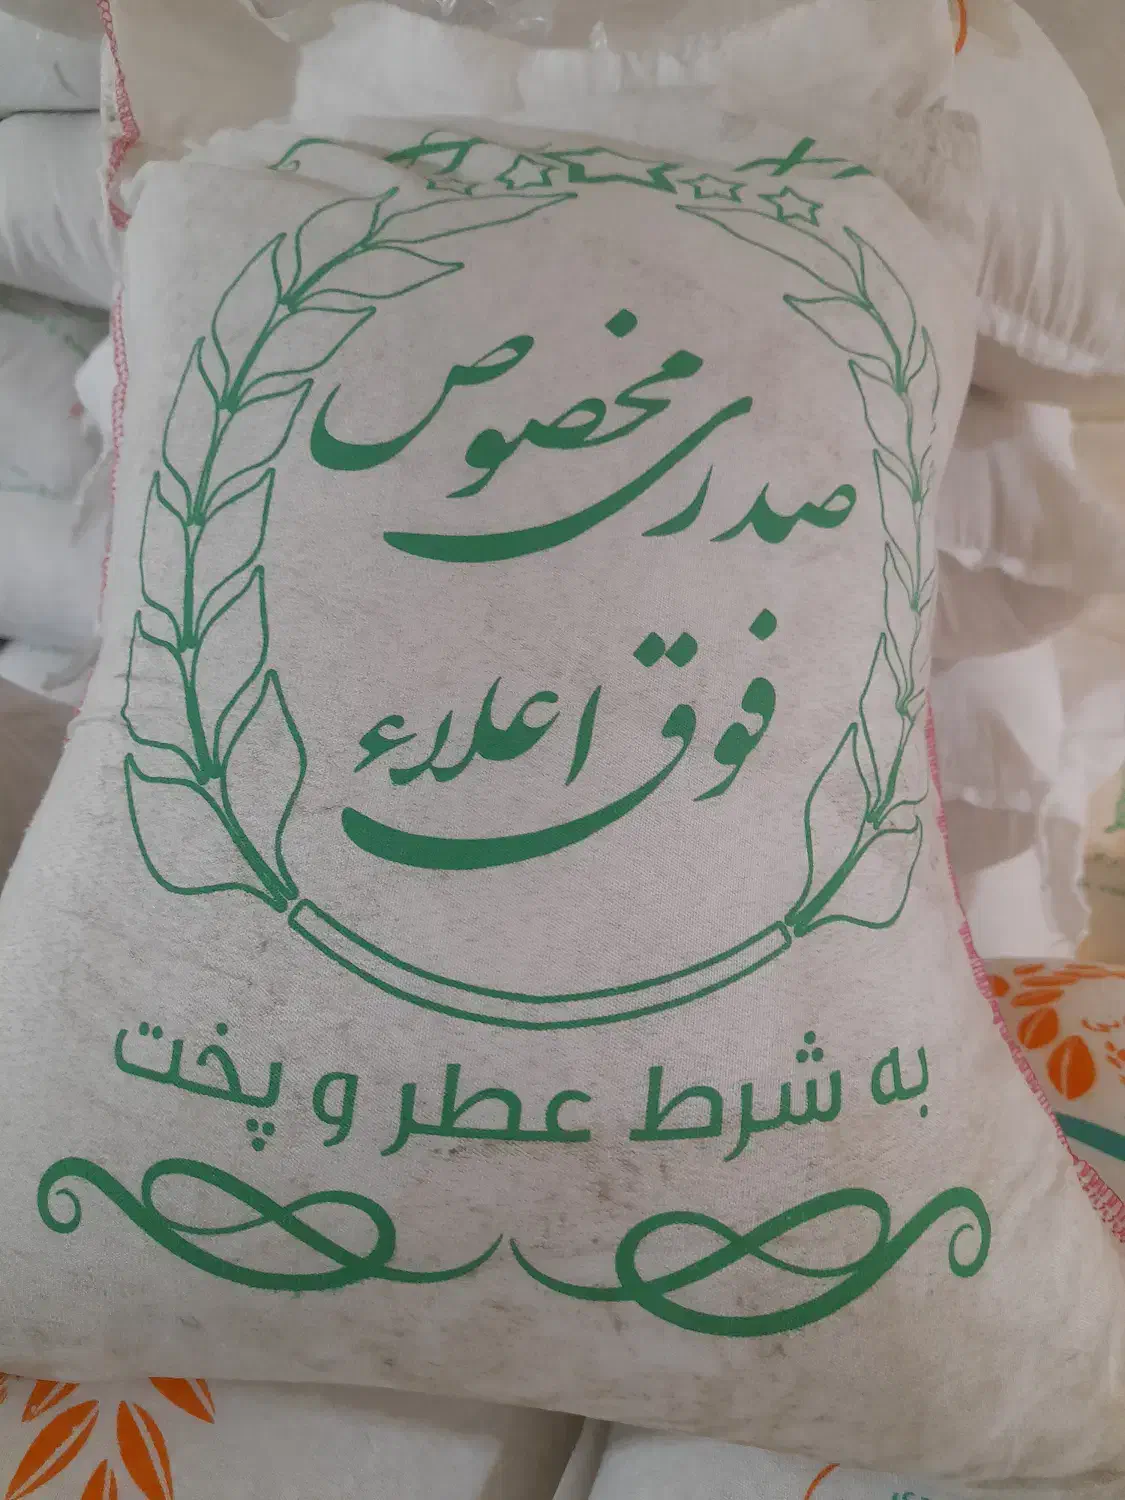 صدری مخصوص
فوق اعلاء
به شرط عطر و پخت